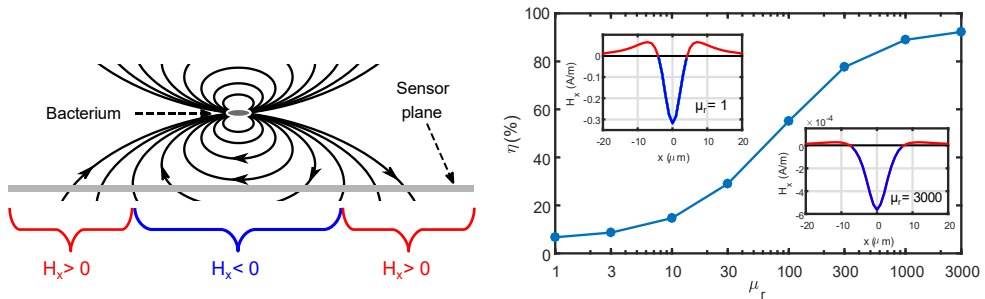 Bacterium
Sensor
plane
Hx> 0
Hx< 0
Hx> 0
η(%)
100
80
60
40
20
0
1
3
10
30
100
300
1000
3000
μr
Hx (A/m)
0
-0.1
-0.2
-0.3
-20
-10
0
10
20
x (μm)
μr= 1
×10-4
Hx (A/m)
0
-2
-4
-6
-20
-10
0
10
20
x (μm)
μr= 3000